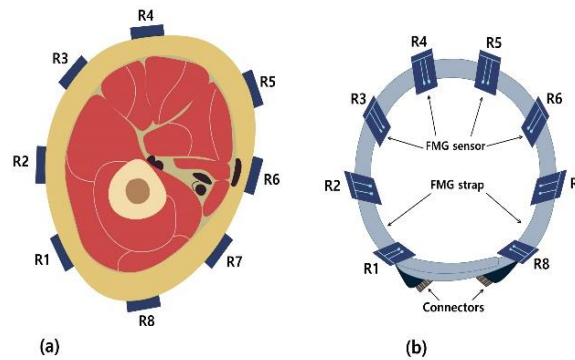 R4
R3
R5
R2
R6
R1
R7
R8
(a)
R4
R5
R3
R6
FMG sensor
R2
FMG strap
R
R1
R8
Connectors
(b)